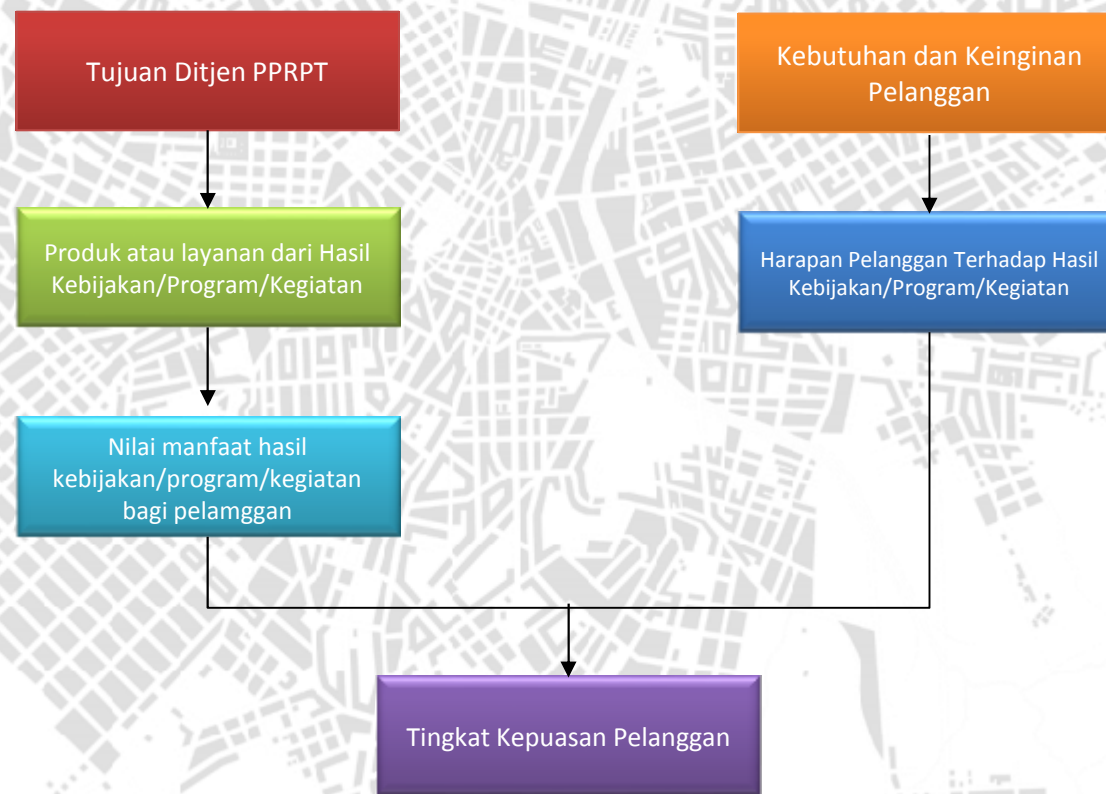 Tujuan Ditjen PPRPT
Kebutuhan dan Keinginan
Pelanggan
Produk atau layanan dari Hasil
Kebijakan/Program/Kegiatan
Harapan Pelanggan Terhadap Hasil
Kebijakan/Program/Kegiatan
Nilai manfaat hasil
kebijakan/program/kegiatan
bagi pelamggan
Tingkat Kepuasan Pelanggan